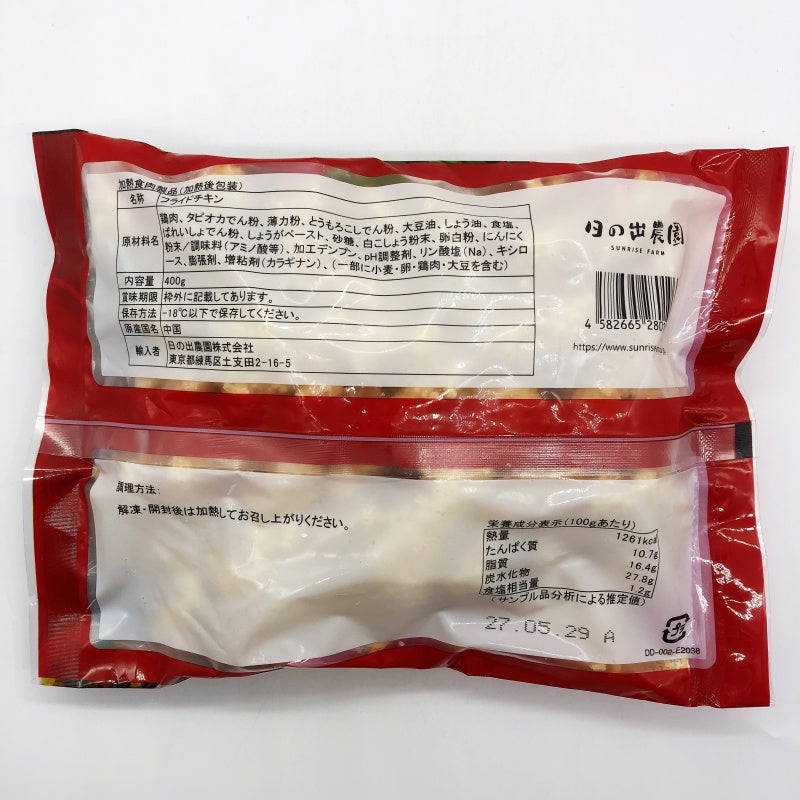 加熱食肉製品(加熱後包装)
名称 フライドチキン
原材料名 鶏肉、タピオカでん粉、薄力粉、とうもろこしでん粉、大豆油、しょう油、食塩、
ばれいしょでん粉、しょうがペースト、砂糖、白こしょう粉末、卵白粉、にんにく
粉末/調味料(アミノ酸等)、加工デンプン、pH調整剤、リン酸塩(Na)、キシロ
ース、膨張剤、増粘剤(カラギナン)、(一部に小麦・卵・鶏肉・大豆を含む)
内容量 400g
賞味期限 枠外に記載してあります。
保存方法 -18℃以下で保存してください。
原産国名 中国
輸入者 日の出農園株式会社
東京都練馬区土支田2-16-5
日の出農園
SUNRISE FARM
4 582665 280
https://www.sunrise
調理方法:
解凍・開封後は加熱してお召し上がりください。
栄養成分表示(100gあたり)
熱量 1261kca
たんぱく質 10.7g
脂質 16.4g
炭水化物 27.8g
食塩相当量 1.2g
(サンプル品分析による推定値)
27.05.29 A
プラ
DD-002-E2038